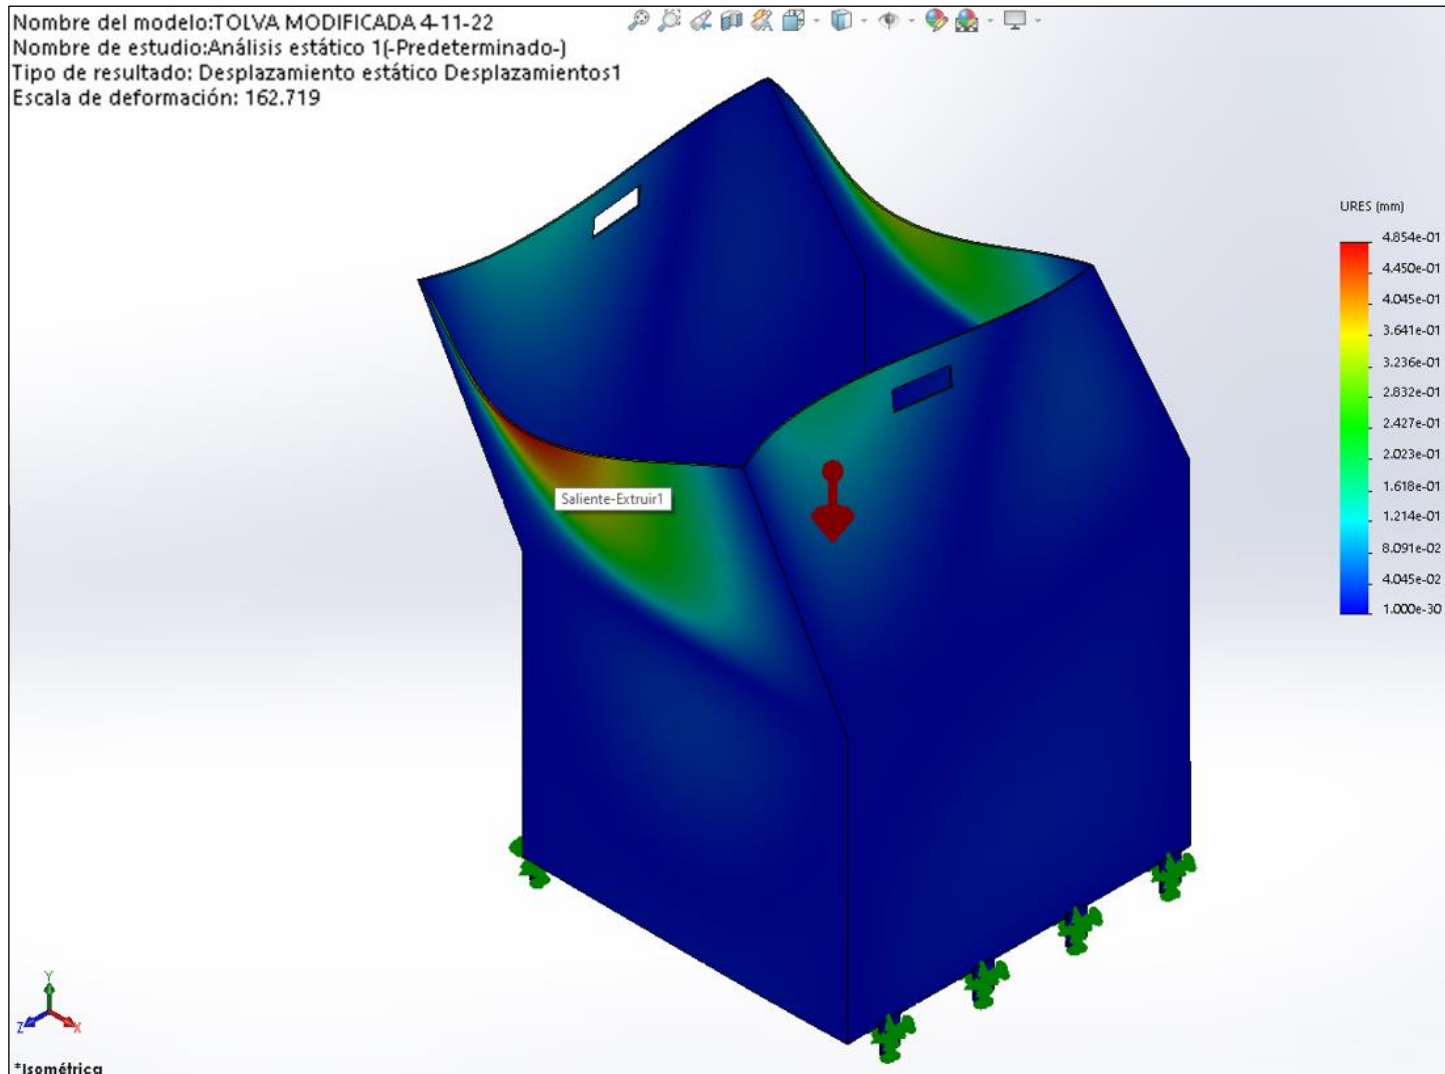 Nombre del modelo:TOLVA MODIFICADA 4-11-22
Nombre de estudio:Análisis estático 1(-Predeterminado-)
Tipo de resultado: Desplazamiento estático Desplazamientos1
Escala de deformación: 162.719
URES (mm)
4.854e-01
4.450e-01
4.045e-01
3.641e-01
3.236e-01
2.832e-01
2.427e-01
2.023e-01
1.618e-01
1.214e-01
8.091e-02
4.045e-02
1.000e-30
Saliente-Extruir1
Y
Z
X
*Isométrica